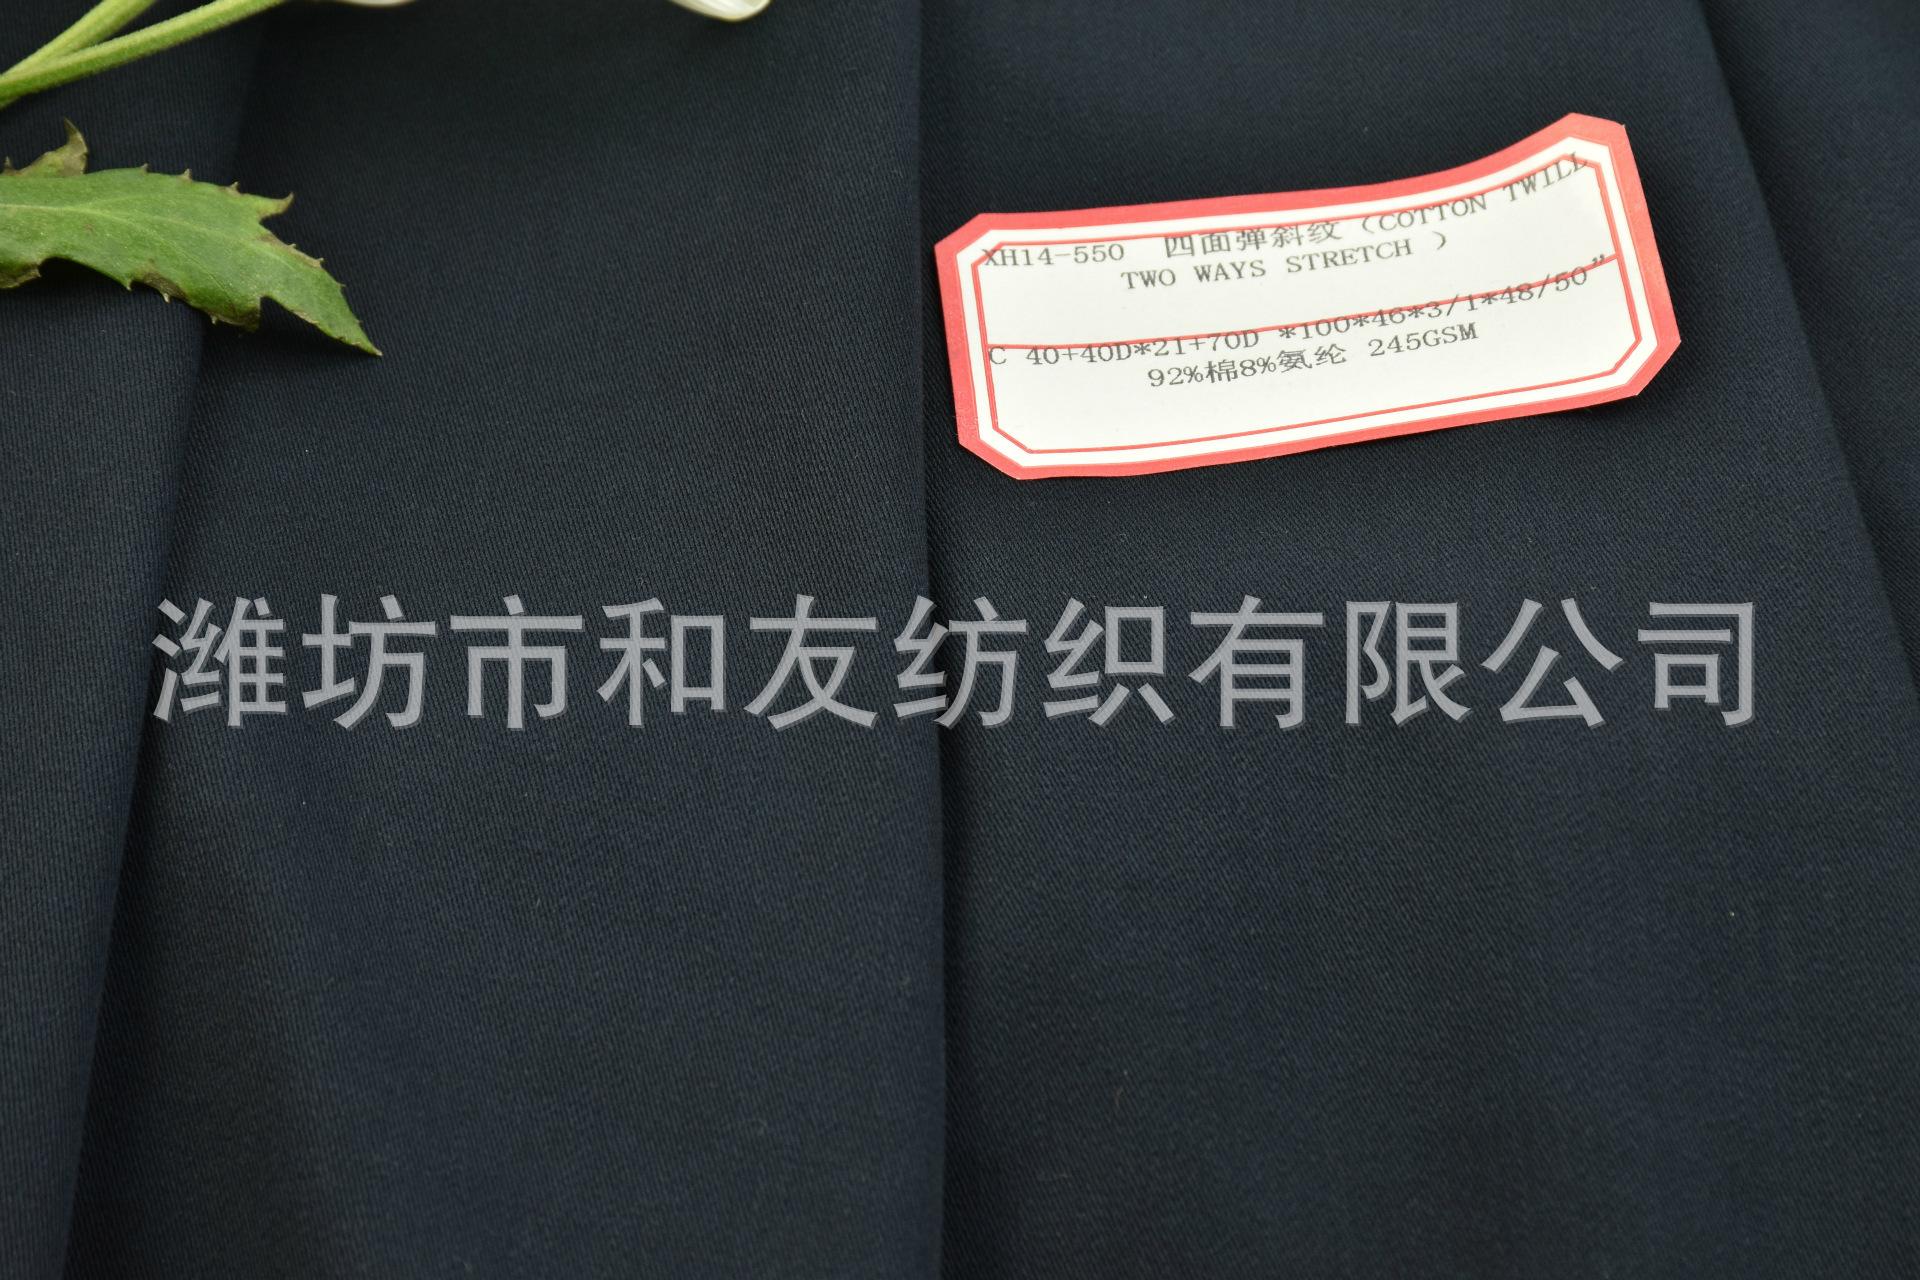 XH14-550 四面弹斜纹（COTTON TWILL
TWO WAYS STRETCH ）
C 40+40D*21+70D *100*46*3/1*48/50”
92%棉8%氨纶 245GSM
潍坊市和友纺织有限公司